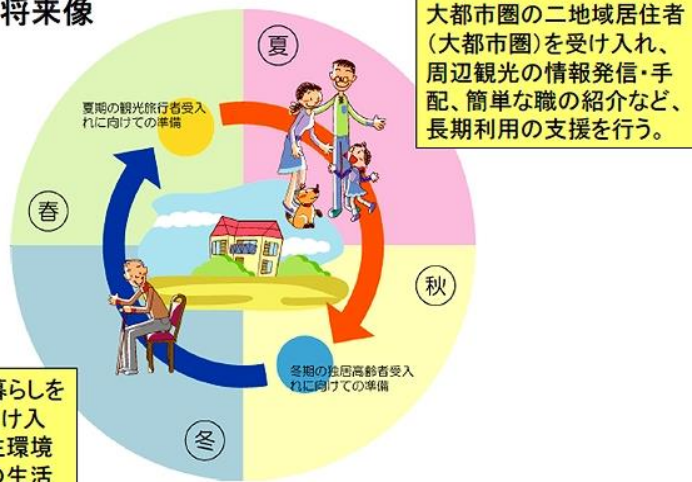 将来像
大都市圏の二地域居住者
（大都市圏）を受け入れ、
周辺観光の情報発信・手
配、簡単な職の紹介など、
長期利用の支援を行う。
夏
夏期の観光旅行者受入
れに向けての準備
春
秋
冬期の独居高齢者受入
れに向けての準備
冬
暮らしを
け入
環境
生活